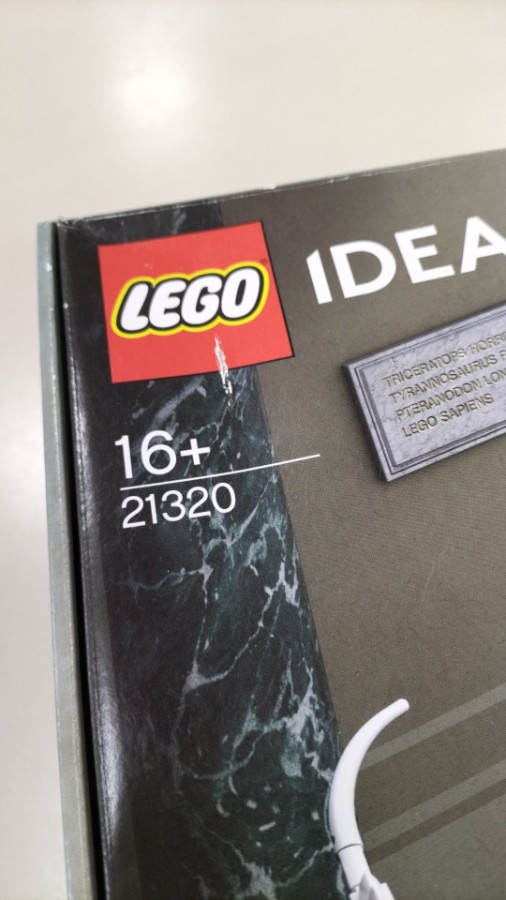 LEGO
IDEA
TRICERATOPS HORR
TYRANNOSAURUS
PTERANODON LON
LEGO SAPIENS
16+
21320